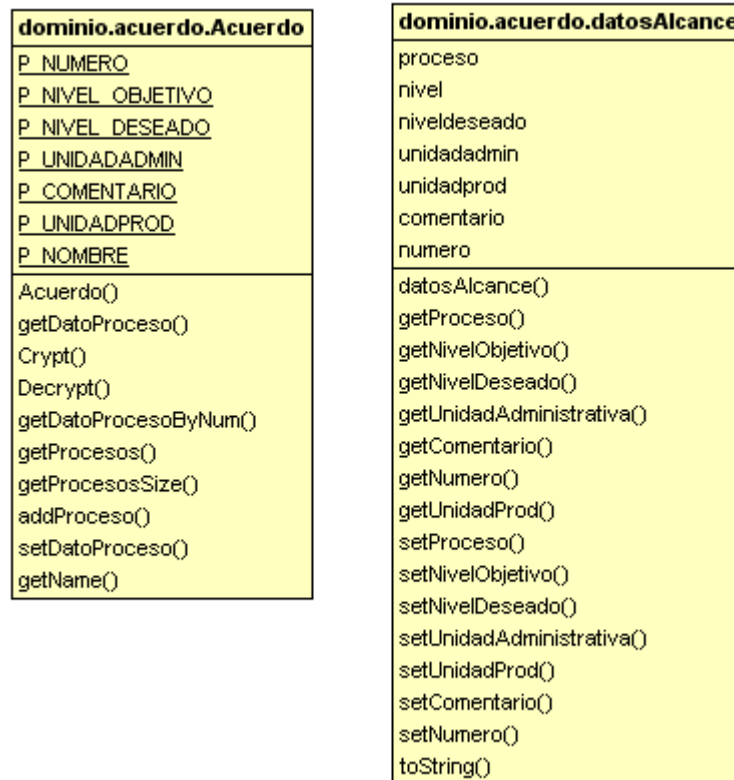 dominio.acuerdo.Acuerdo
P_NUMERO
P_NIVEL_OBJETIVO
P_NIVEL_DESEADO
P_UNIDADADMIN
P_COMENTARIO
P_UNIDADPROD
P_NOMBRE
Acuerdo()
getDatoProceso()
Crypt()
Decrypt()
getDatoProcesoByNum()
getProcesos()
getProcesosSize()
addProceso()
setDatoProceso()
getName()
dominio.acuerdo.datosAlcance
proceso
nivel
niveldeseado
unidadadmin
unidadprod
comentario
numero
datosAlcance()
getProceso()
getNivelObjetivo()
getNivelDeseado()
getUnidadAdministrativa()
getComentario()
getNumero()
getUnidadProd()
setProceso()
setNivelObjetivo()
setNivelDeseado()
setUnidadAdministrativa()
setUnidadProd()
setComentario()
setNumero()
toString()